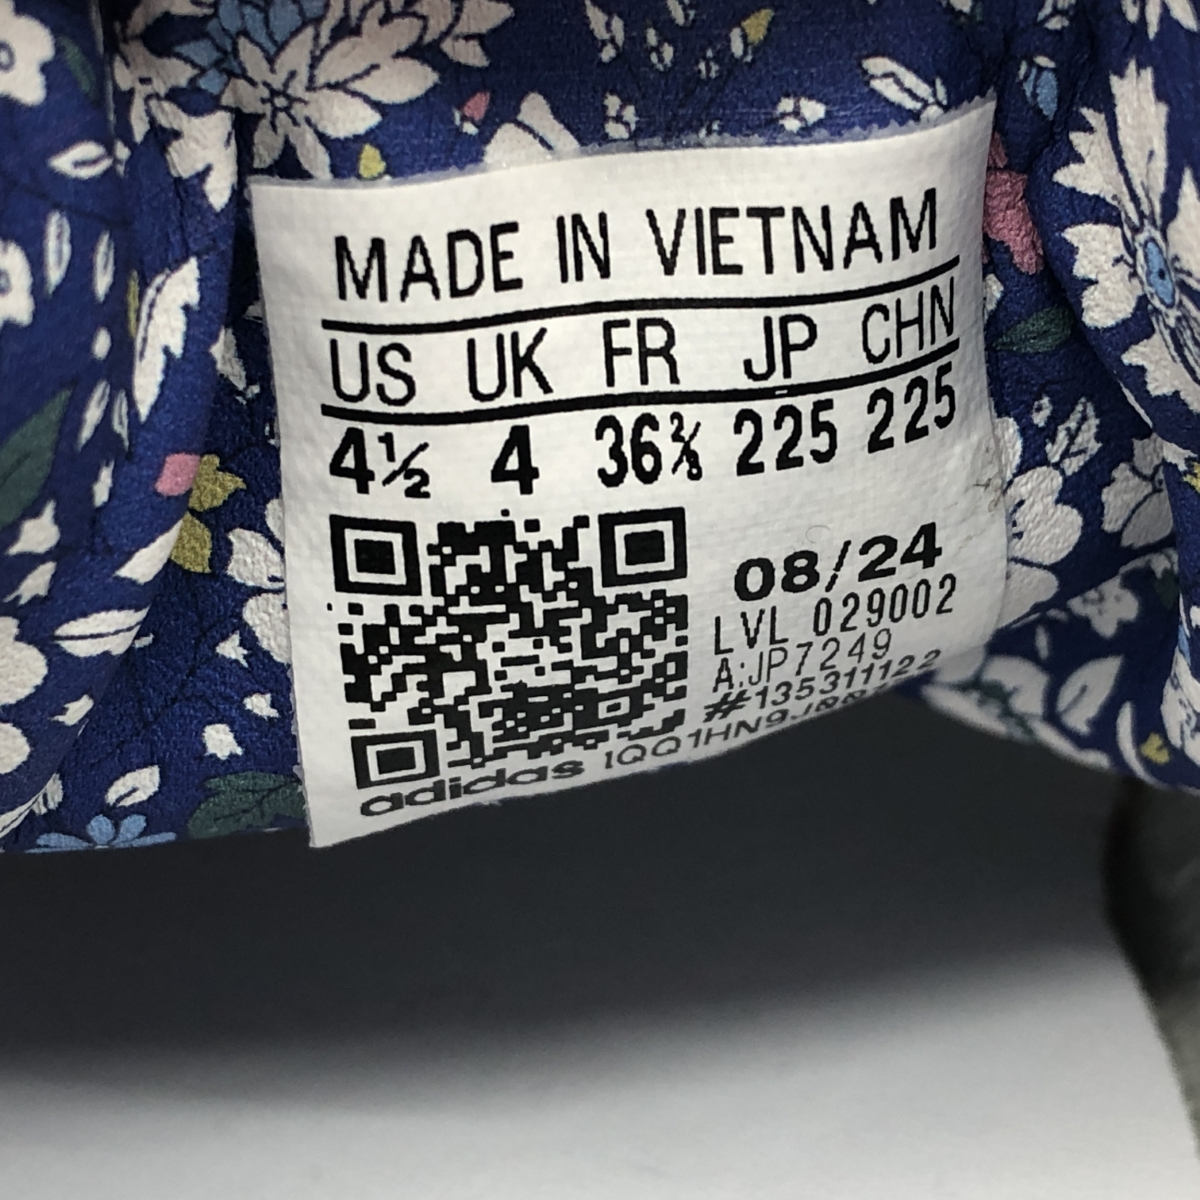 MADE IN VIETNAM
US UK FR JP CHN
4½ 4 36⅔ 225 225
08/24
LVL 029002
A:JP7249
#135311122
adidas